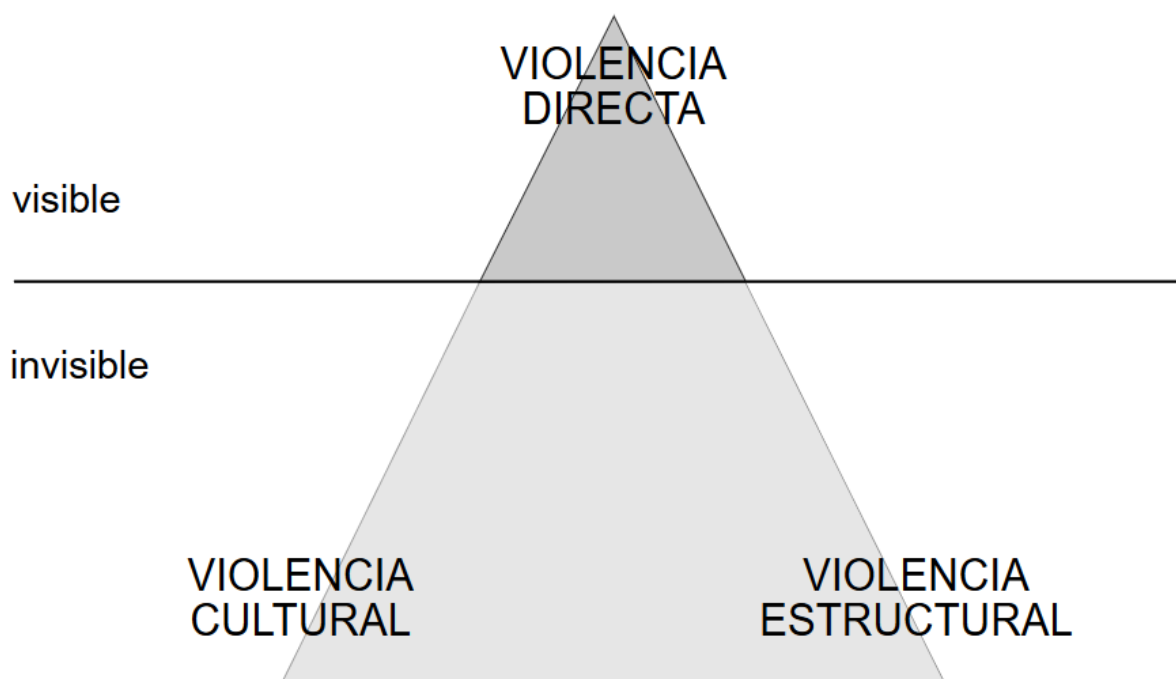 VIOLENCIA
DIRECTA
visible
invisible
VIOLENCIA
CULTURAL
VIOLENCIA
ESTRUCTURAL